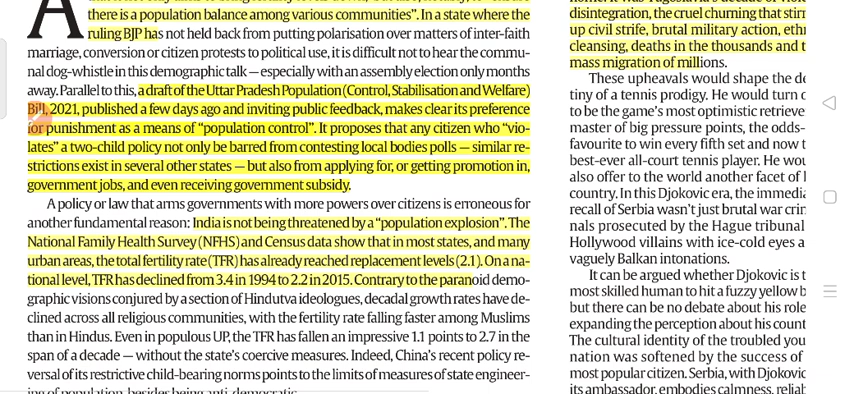 A
there is a population balance among various communities". In a state where the
ruling BJP has not held back from putting polarisation over matters of inter-faith
marriage, conversion or citizen protests to political use, it is difficult not to hear the commu-
nal dog-whistle in this demographic talk — especially with an assembly election only months
away. Parallel to this, a draft of the Uttar Pradesh Population (Control, Stabilisation and Welfare)
Bill, 2021, published a few days ago and inviting public feedback, makes clear its preference
for punishment as a means of "population control". It proposes that any citizen who "vio-
lates" a two-child policy not only be barred from contesting local bodies polls — similar re-
strictions exist in several other states — but also from applying for, or getting promotion in,
government jobs, and even receiving government subsidy.
A policy or law that arms governments with more powers over citizens is erroneous for
another fundamental reason: India is not being threatened by a "population explosion". The
National Family Health Survey (NFHS) and Census data show that in most states, and many
urban areas, the total fertility rate (TFR) has already reached replacement levels (2.1). On a na-
tional level, TFR has declined from 3.4 in 1994 to 2.2 in 2015. Contrary to the paranoid demo-
graphic visions conjured by a section of Hindutva ideologues, decadal growth rates have de-
clined across all religious communities, with the fertility rate falling faster among Muslims
than in Hindus. Even in populous UP, the TFR has fallen an impressive 1.1 points to 2.7 in the
span of a decade — without the state's coercive measures. Indeed, China's recent policy re-
versal of its restrictive child-bearing norms points to the limits of measures of state engineer-
ing of population, besides being anti-democratic
disintegration, the cruel churning that stirr
up civil strife, brutal military action, eth
cleansing, deaths in the thousands and t
mass migration of millions.
These upheavals would shape the de
tiny of a tennis prodigy. He would turn o
to be the game's most optimistic retrieve
master of big pressure points, the odds-
favourite to win every fifth set and now t
best-ever all-court tennis player. He wou
also offer to the world another facet of l
country. In this Djokovic era, the immedia
recall of Serbia wasn't just brutal war crin
nals prosecuted by the Hague tribunal
Hollywood villains with ice-cold eyes a
vaguely Balkan intonations.
It can be argued whether Djokovic is t
most skilled human to hit a fuzzy yellow b
but there can be no debate about his role
expanding the perception about his count
The cultural identity of the troubled you
nation was softened by the success of
most popular citizen. Serbia, with Djokovic
its ambassador, embodies calmness, reliab